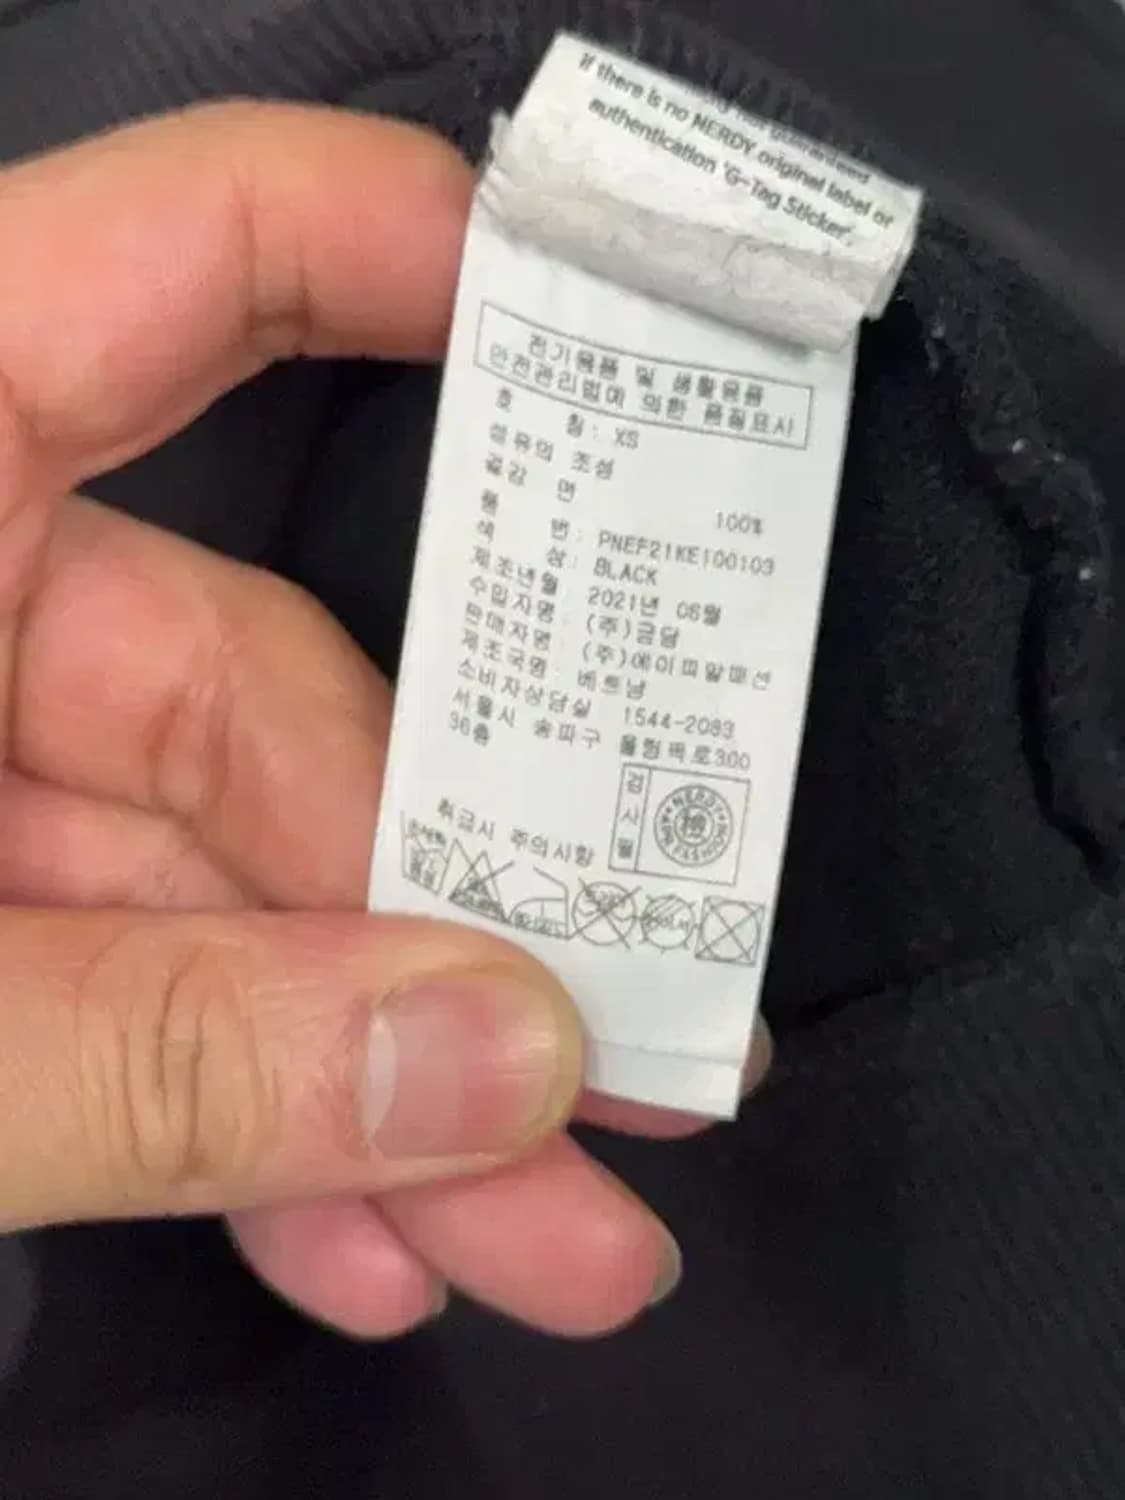 If there is no NERDY original label or
authentication 'G-Tag Sticker'.
전기용품 및 생활용품
안전관리법에 의한 품질표시
호 칭: XS
섬유의 조성
겉감 면 100%
품 번: PNEF21KE100103
색 상: BLACK
제조년월: 2021년 06월
수입자명: (주)금담
판매자명: (주)에이피알패션
제조국명: 베트남
소비자상담실 1544-2083
서울시 송파구 올림픽로300
36층
검사필
NERDY
취급시 주의사항